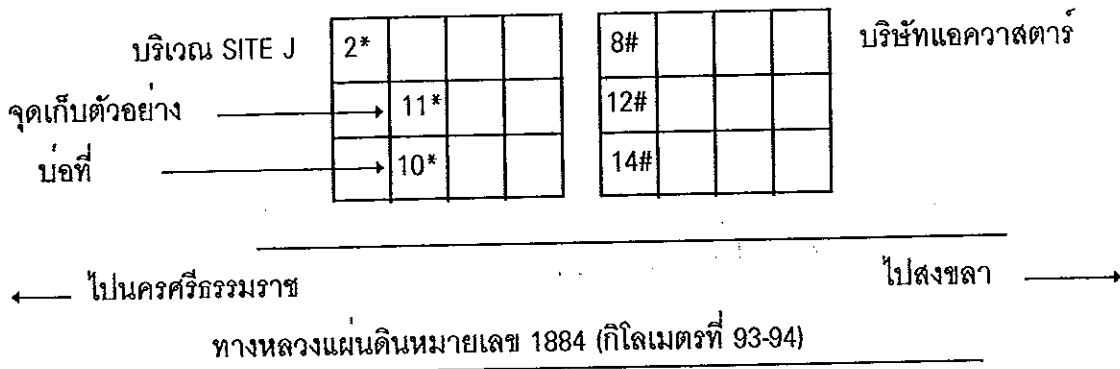 บริเวณ SITE J 2* 8# บริษัทแอควาสตาร์
จุดเก็บตัวอย่าง 11* 12#
บ่อที่ 10* 14#
ไปนครศรีธรรมราช ไปสงขลา
ทางหลวงแผ่นดินหมายเลข 1884 (กิโลเมตรที่ 93-94)